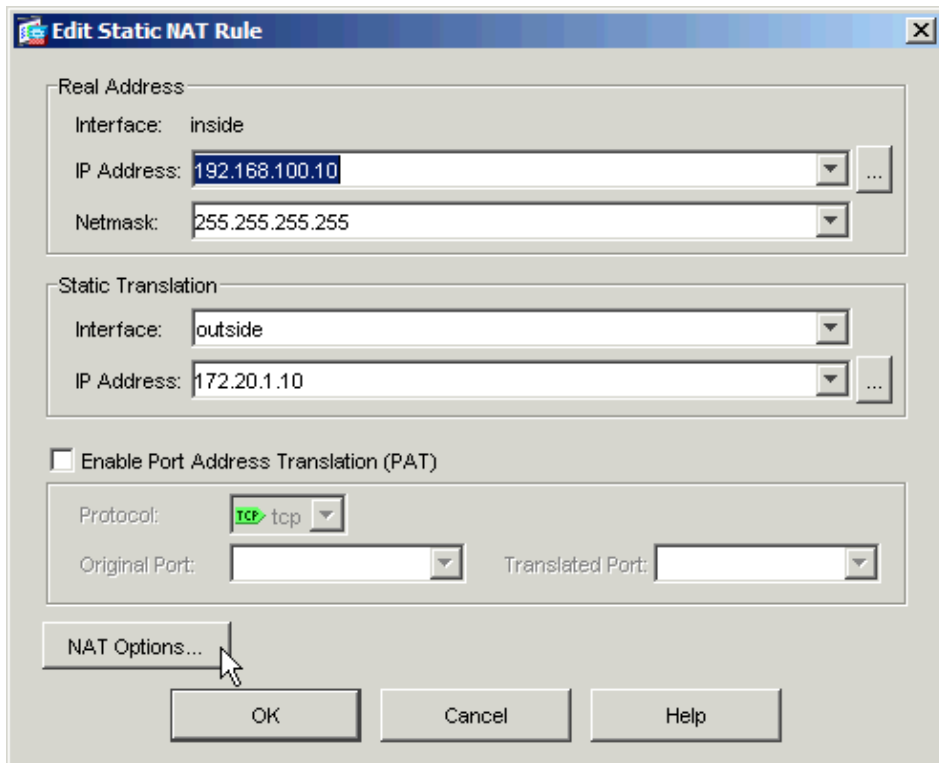 Edit Static NAT Rule
Real Address
Interface: inside
IP Address: 192.168.100.10 ...
Netmask: 255.255.255.255
Static Translation
Interface: outside
IP Address: 172.20.1.10 ...
Enable Port Address Translation (PAT)
Protocol: TCP tcp
Original Port: Translated Port:
NAT Options...
OK Cancel Help